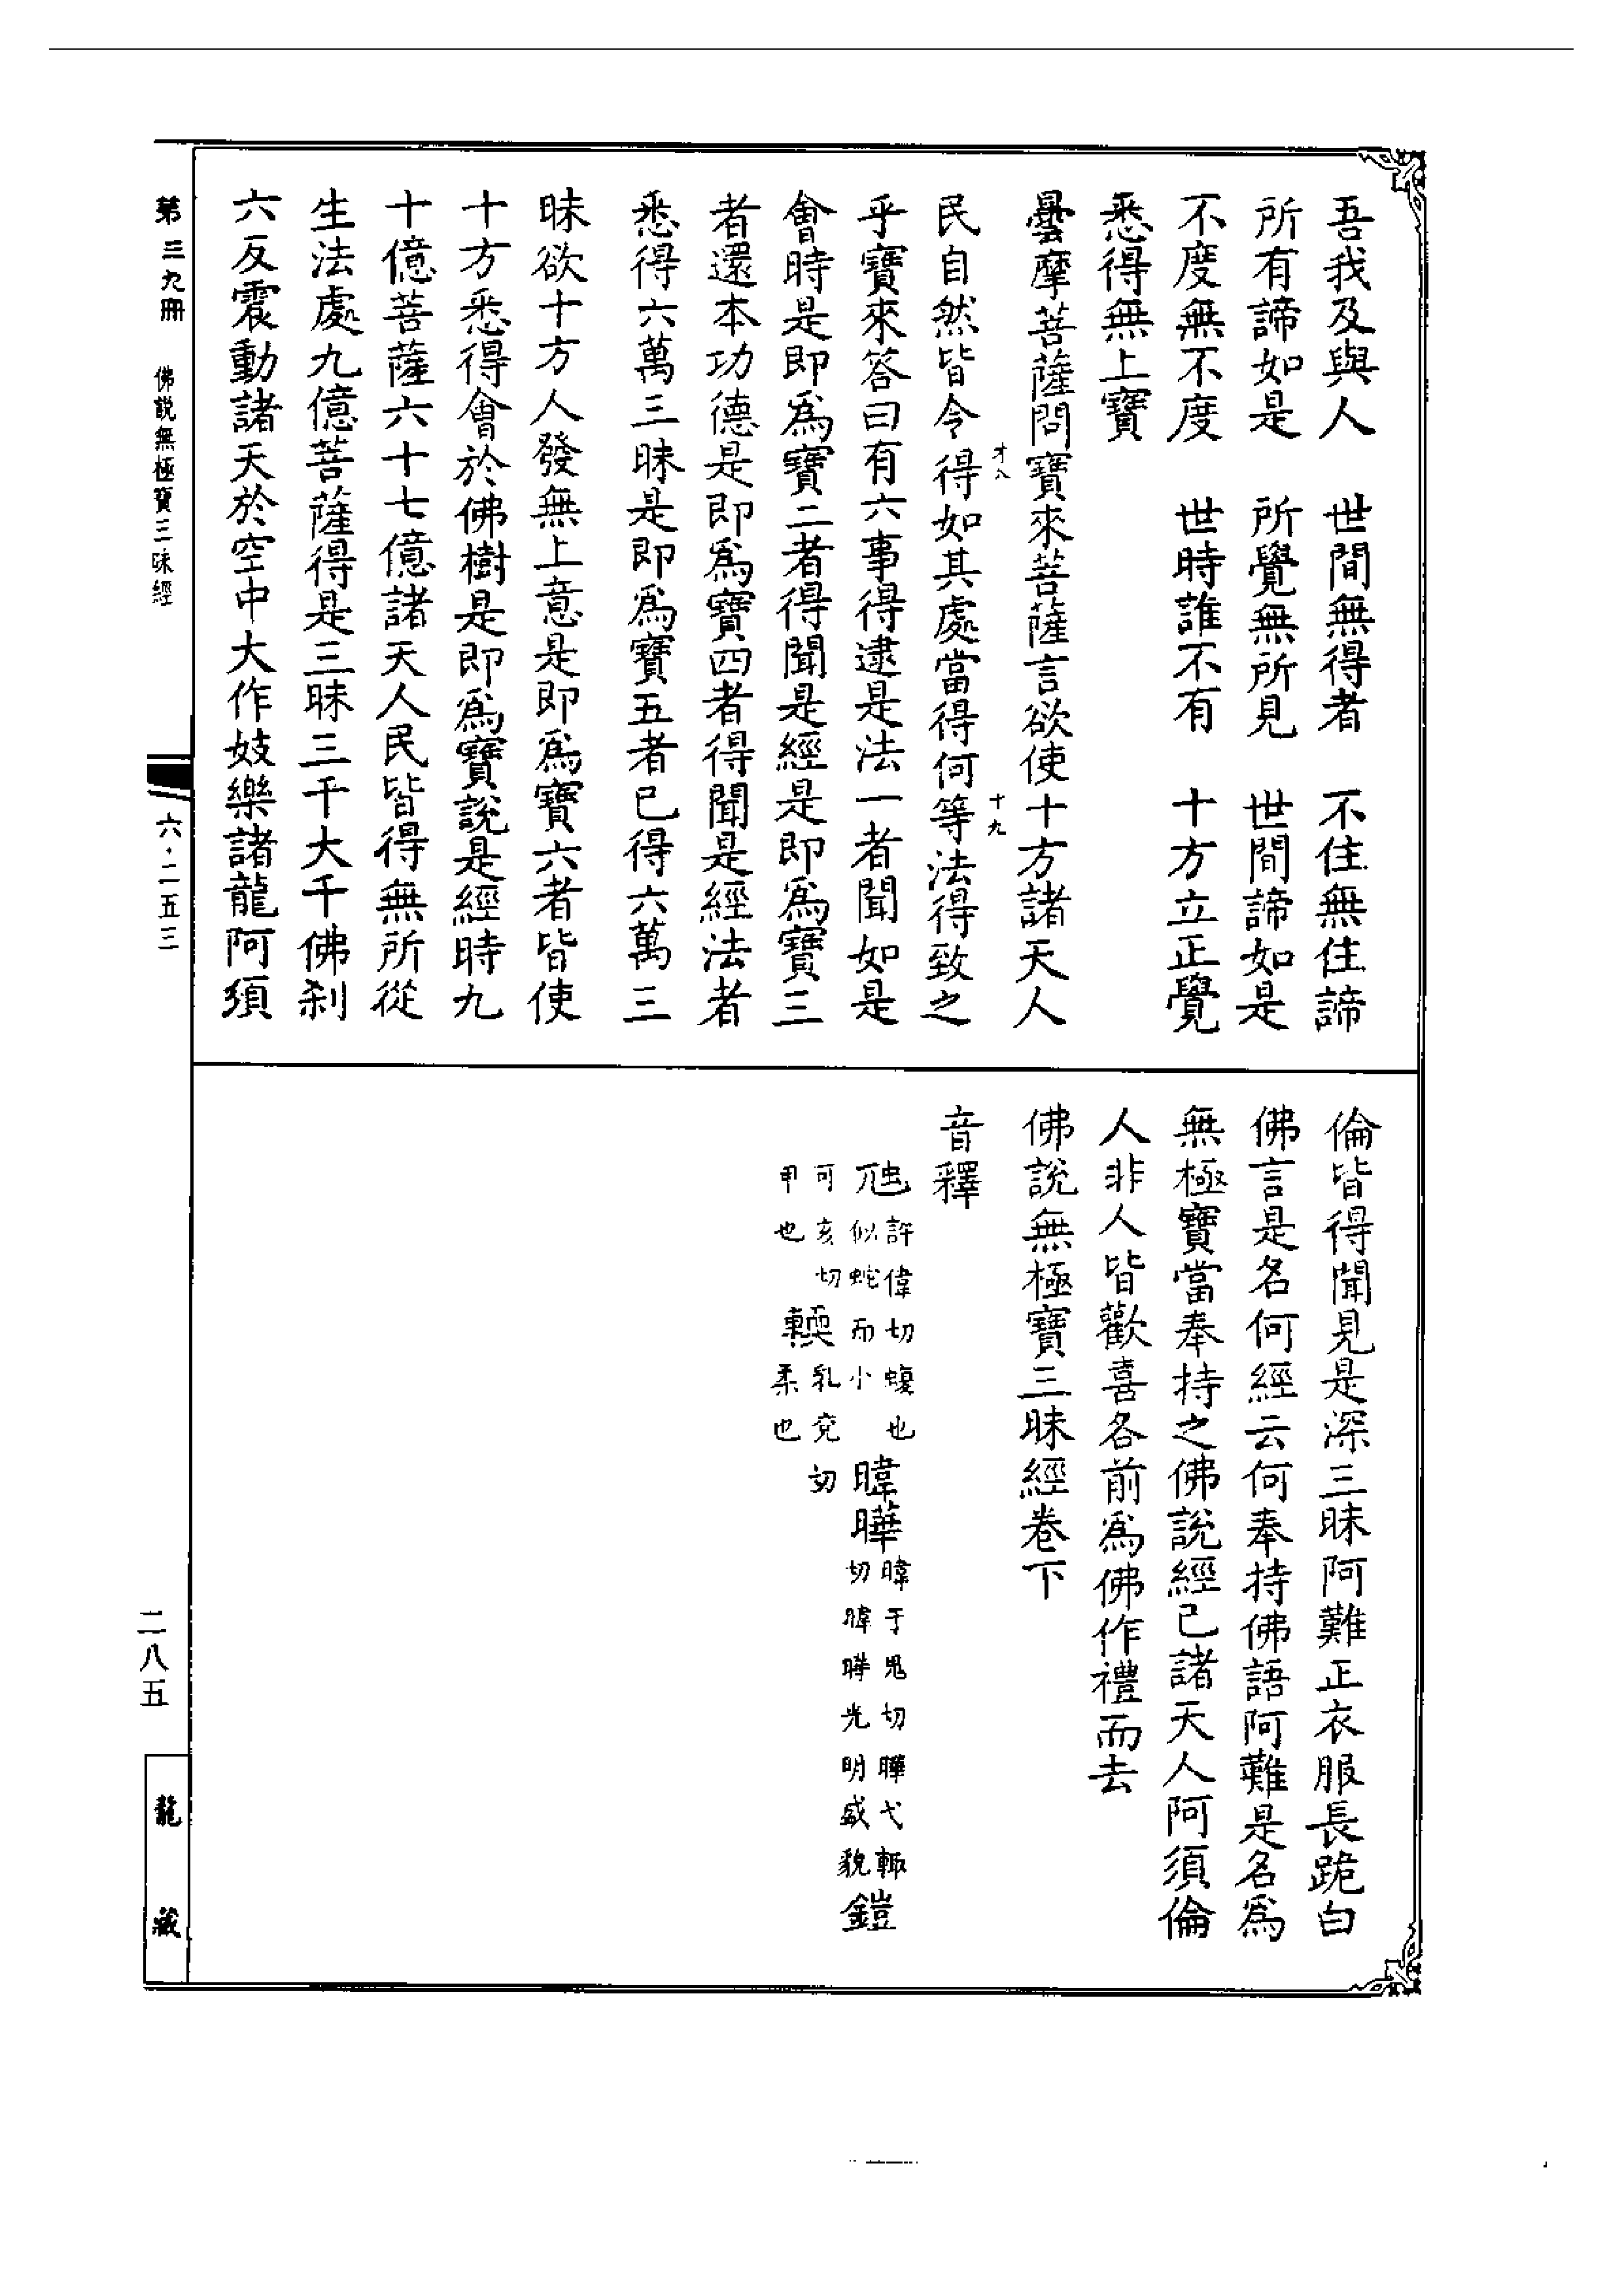 吾我及與人　世間無得者　不住無住諦
所有諦如是　所覺無所見　世間諦如是
不度無不度　世時誰不有　十方立正覺
悉得無上寶
曇摩菩薩問寶來菩薩言欲使十方諸天人
民自然皆令得如其處當得何等法得致之
才八
十九
乎寶來答曰有六事得逮是法一者聞如是
會時是即爲寶二者得聞是經是即爲寶三
者還本功德是即爲寶四者得聞是經法者
悉得六萬三昧是即爲寶五者已得六萬三
昧欲十方人發無上意是即爲寶六者皆使
十方悉得會於佛樹是即爲寶說是經時九
十億菩薩六十七億諸天人民皆得無所從
生法處九億菩薩得是三昧三千大千佛剎
六反震動諸天於空中大作妓樂諸龍阿須
倫皆得聞見是深三昧阿難正衣服長跪白
佛言是名何經云何奉持佛語阿難是名爲
無極寶當奉持之佛說經已諸天人阿須倫
人非人皆歡喜各前爲佛作禮而去
佛說無極寶三昧經卷下
音釋
虺許偉切蝮也似蛇而小暐曄暐于鬼切曄弋輒切暐曄光明盛貌鎧
可亥切甲也輭乳兖切柔也
第三九冊　佛說無極寶三昧經
六·二五三
二八五
龍藏